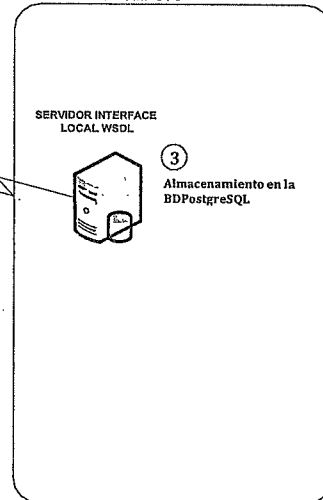 SERVIDOR INTERFACE
LOCAL WSDL
3
Almacenamiento en la
BDPostgreSQL